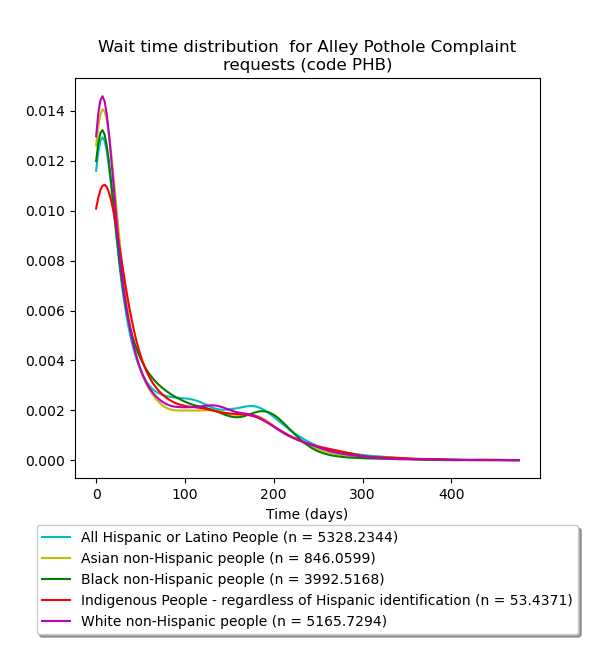 Wait time distribution  for Alley Pothole Complaint
requests (code PHB)
0.014
0.012
0.010
0.008
0.006
0.004
0.002
0.000
0 100 200 300 400
Time (days)
All Hispanic or Latino People (n = 5328.2344)
Asian non-Hispanic people (n = 846.0599)
Black non-Hispanic people (n = 3992.5168)
Indigenous People - regardless of Hispanic identification (n = 53.4371)
White non-Hispanic people (n = 5165.7294)